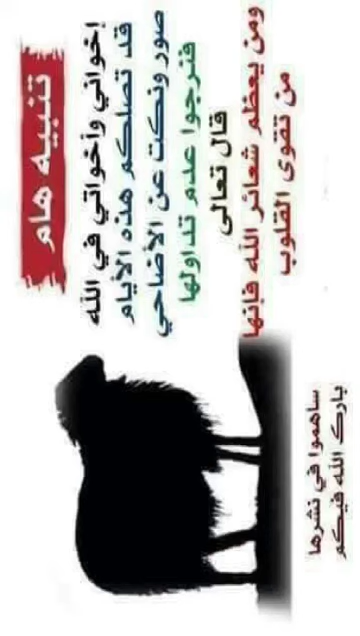 تنبيه هام
إخواني وأخواتي في الله
قد تصلكم هذه الأيام
صور ونكت عن الأضاحي
فنرجوا عدم تداولها
قال تعالى
ومن يعظم شعائر الله فإنها
من تقوى القلوب
ساهموا في نشرها
بارك الله فيكم